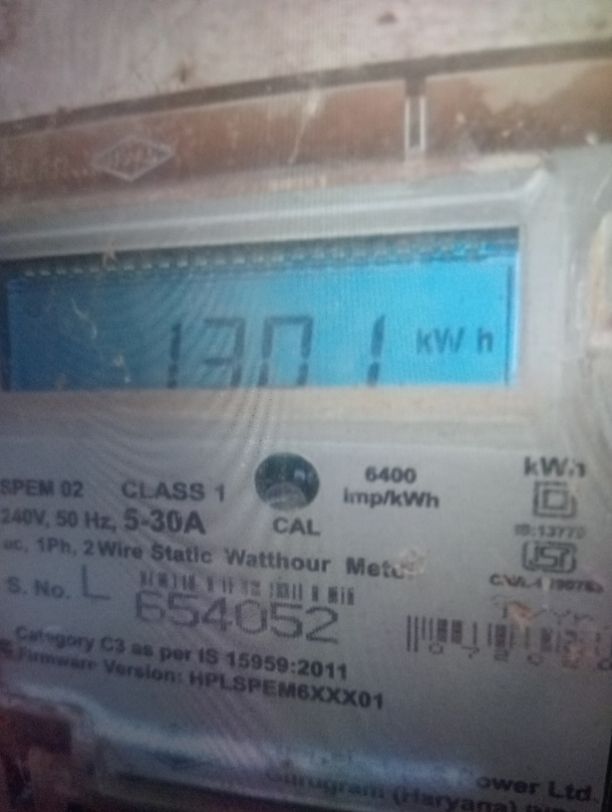 1301 kWh
SPEM 02 CLASS 1
6400
imp/kWh
240V, 50 Hz, 5-30A
CAL
ac, 1Ph, 2 Wire Static Watthour
S. No. L
654052
Category C3 as per IS 15959:2011
Firmware Version: HPLSPEM6XXX01
Power Ltd.
Gurugram (Haryana)